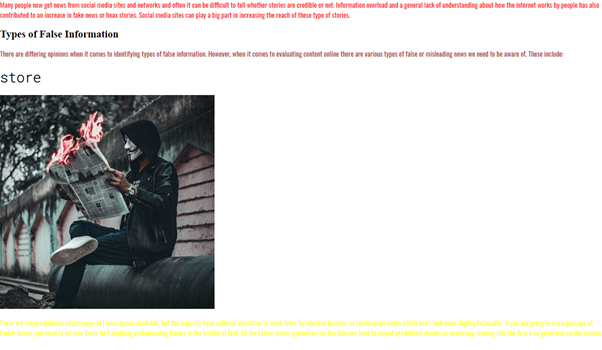 Many people now get news from social media sites and networks and often it can be difficult to tell whether stories are credible or not. Information overload and a general lack of understanding about how the internet works by people has also
contributed to an increase in fake news or hoax stories. Social media sites can play a big part in increasing the reach of these type of stories.
Types of False Information
There are differing opinions when it comes to identifying types of false information. However, when it comes to evaluating content online there are various types of false or misleading news we need to be aware of. These include:
store
There are many variations of passages of Lorem Ipsum available, but the majority have suffered alteration in some form, by injected humour, or randomised words which don't look even slightly believable. If you are going to use a passage of
Lorem Ipsum, you need to be sure there isn't anything embarrassing hidden in the middle of text. All the Lorem Ipsum generators on the Internet tend to repeat predefined chunks as necessary, making this the first true generator on the Internet